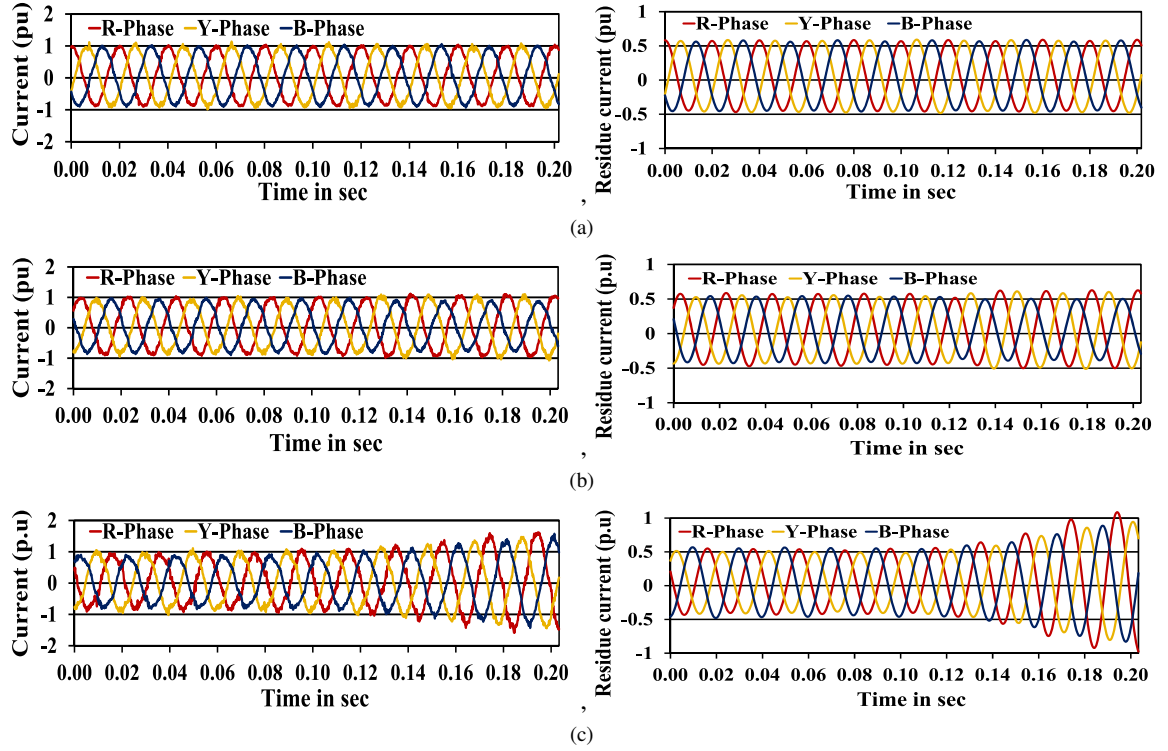 Current (pu)
2
1
0
-1
-2
R-Phase Y-Phase B-Phase
0.00 0.02 0.04 0.06 0.08 0.10 0.12 0.14 0.16 0.18 0.20
Time in sec
,
Residue current (pu)
1
0.5
0
-0.5
-1
R-Phase Y-Phase B-Phase
0.00 0.02 0.04 0.06 0.08 0.10 0.12 0.14 0.16 0.18 0.20
Time in sec
(a)
Current (pu)
2
1
0
-1
-2
R-Phase Y-Phase B-Phase
0.00 0.02 0.04 0.06 0.08 0.10 0.12 0.14 0.16 0.18 0.20
Time in sec
,
Residue current (p.u)
1
0.5
0
-0.5
-1
R-Phase Y-Phase B-Phase
0.00 0.02 0.04 0.06 0.08 0.10 0.12 0.14 0.16 0.18 0.20
Time in sec
(b)
Current (p.u)
2
1
0
-1
-2
R-Phase Y-Phase B-Phase
0.00 0.02 0.04 0.06 0.08 0.10 0.12 0.14 0.16 0.18 0.20
Time in sec
,
Residue current (p.u)
1
0.5
0
-0.5
-1
R-Phase Y-Phase B-Phase
0.00 0.02 0.04 0.06 0.08 0.10 0.12 0.14 0.16 0.18 0.20
Time in sec
(c)